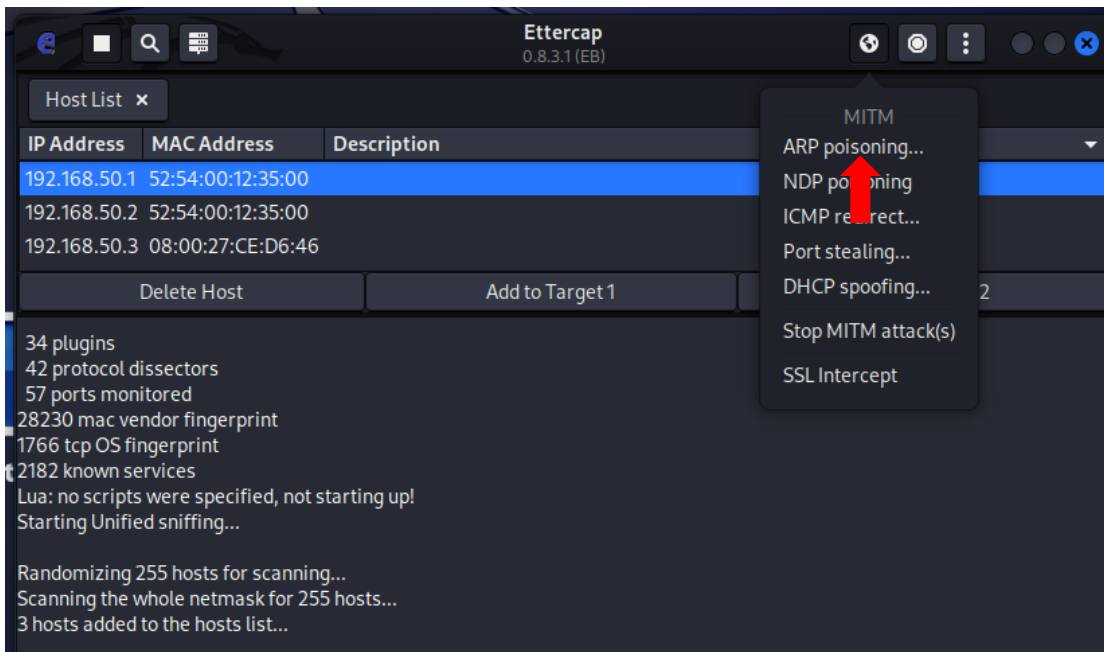 Ettercap
0.8.3.1 (EB)
Host List ×
MITM
ARP poisoning...
NDP poisoning
ICMP redirect...
Port stealing...
DHCP spoofing...
Stop MITM attack(s)
SSL Intercept
IP Address MAC Address Description
192.168.50.1 52:54:00:12:35:00
192.168.50.2 52:54:00:12:35:00
192.168.50.3 08:00:27:CE:D6:46
Delete Host Add to Target 1 2
34 plugins
42 protocol dissectors
57 ports monitored
28230 mac vendor fingerprint
1766 tcp OS fingerprint
2182 known services
Lua: no scripts were specified, not starting up!
Starting Unified sniffing...
Randomizing 255 hosts for scanning...
Scanning the whole netmask for 255 hosts...
3 hosts added to the hosts list...